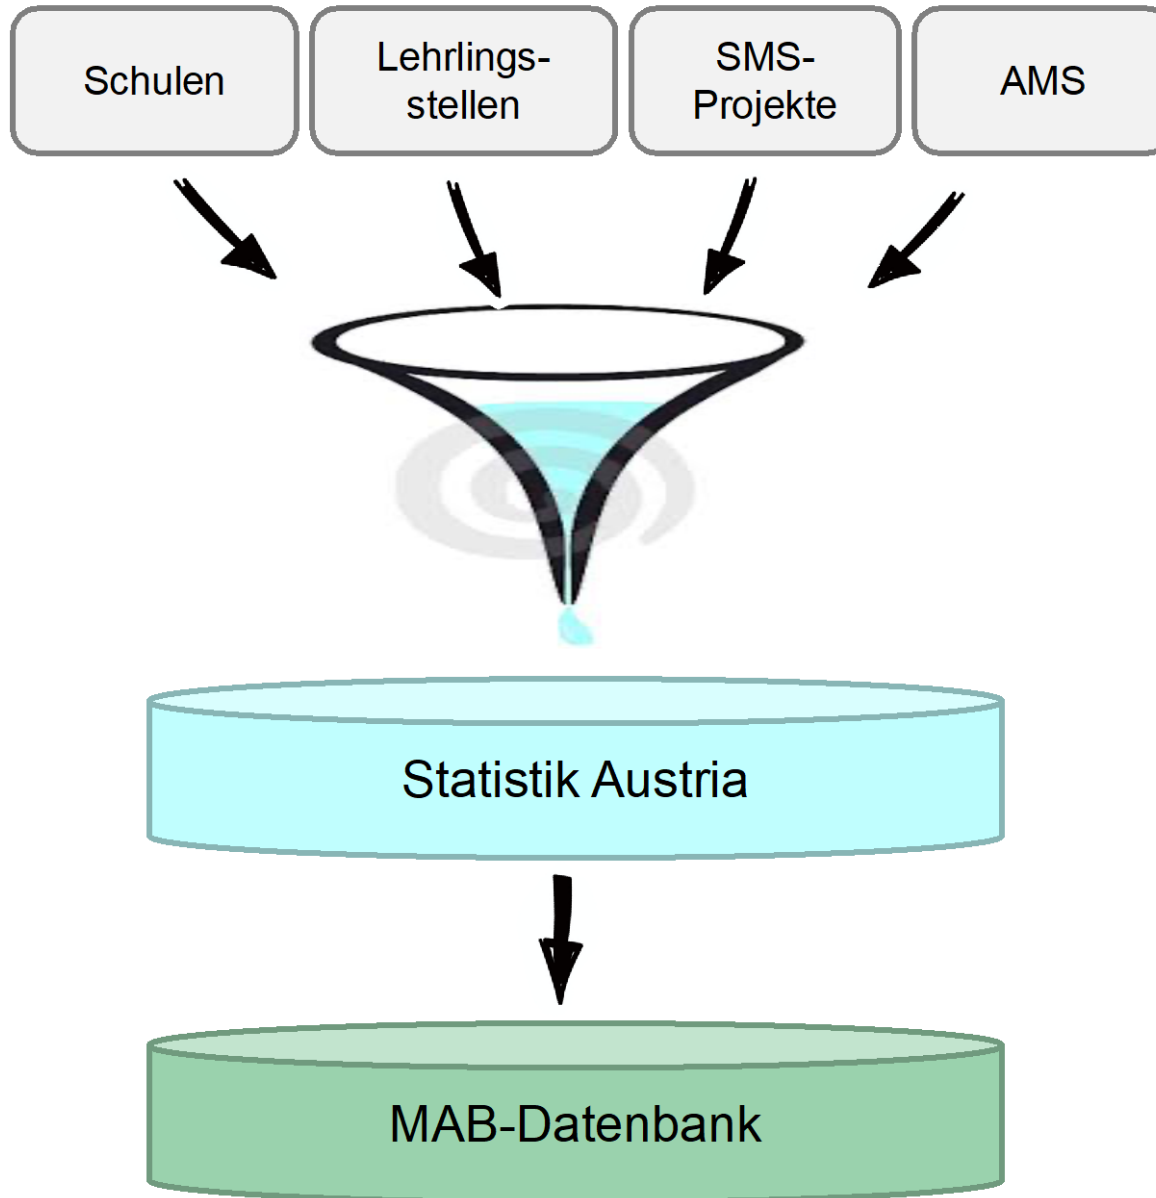 Schulen
Lehrlings-
stellen
SMS-
Projekte
AMS
Statistik Austria
MAB-Datenbank